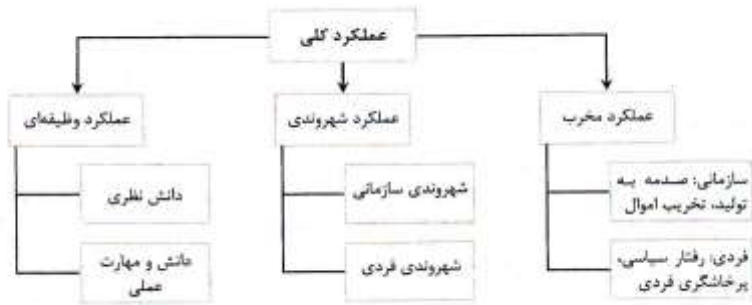 عملکرد کلی
عملکرد مخرب
عملکرد شهروندی
عملکرد وظیفه‌ای
سازمانی: صدمه به
تولید، تخریب اموال
فردی: رفتار سیاسی،
پرخاشگری فردی
شهروندی سازمانی
شهروندی فردی
دانش نظری
دانش و مهارت
عملی